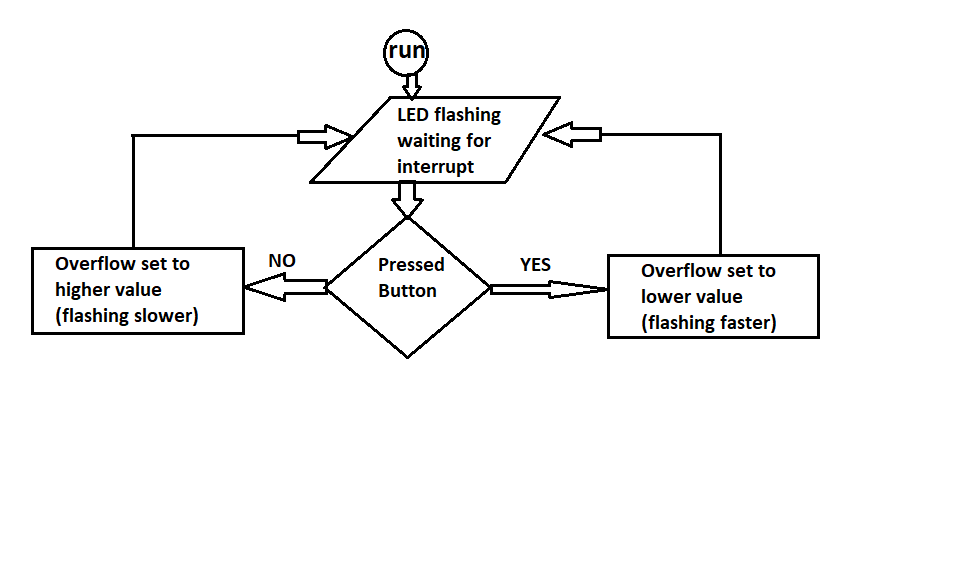 run
LED flashing
waiting for
interrupt
NO
Pressed
Button
YES
Overflow set to
higher value
(flashing slower)
Overflow set to
lower value
(flashing faster)